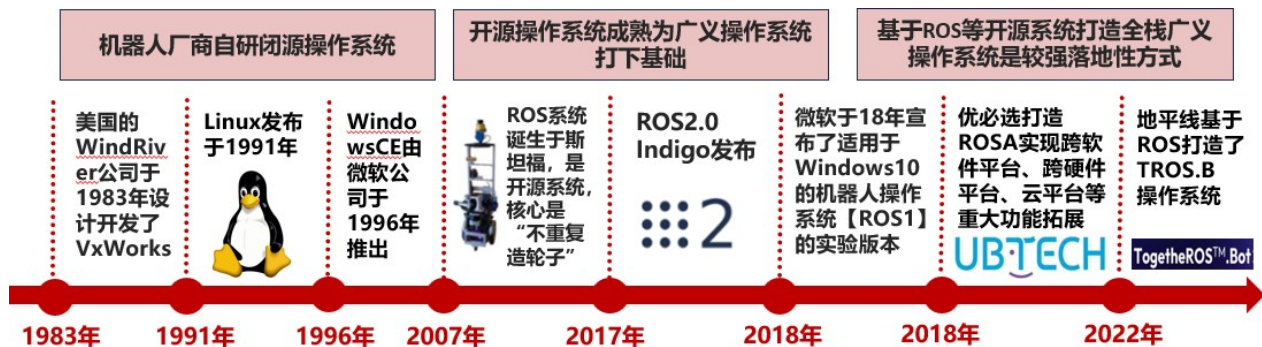 机器人厂商自研闭源操作系统
开源操作系统成熟为广义操作系统
打下基础
基于ROS等开源系统打造全栈广义
操作系统是较强落地性方式
美国的
WindRiv
er公司于
1983年设
计开发了
VxWorks
Linux发布
于1991年
Windo
wsCE由
微软公
司于
1996年
推出
ROS系统
诞生于斯
坦福，是
开源系统，
核心是
“不重复
造轮子”
ROS2.0
Indigo发布
2
微软于18年宣
布了适用于
Windows10
的机器人操作
系统【ROS1】
的实验版本
优必选打造
ROSA实现跨软
件平台、跨硬件
平台、云平台等
重大功能拓展
UBTECH
地平线基于
ROS打造了
TROS.B
操作系统
TogetheROS™.Bot
1983年
1991年
1996年
2007年
2017年
2018年
2018年
2022年